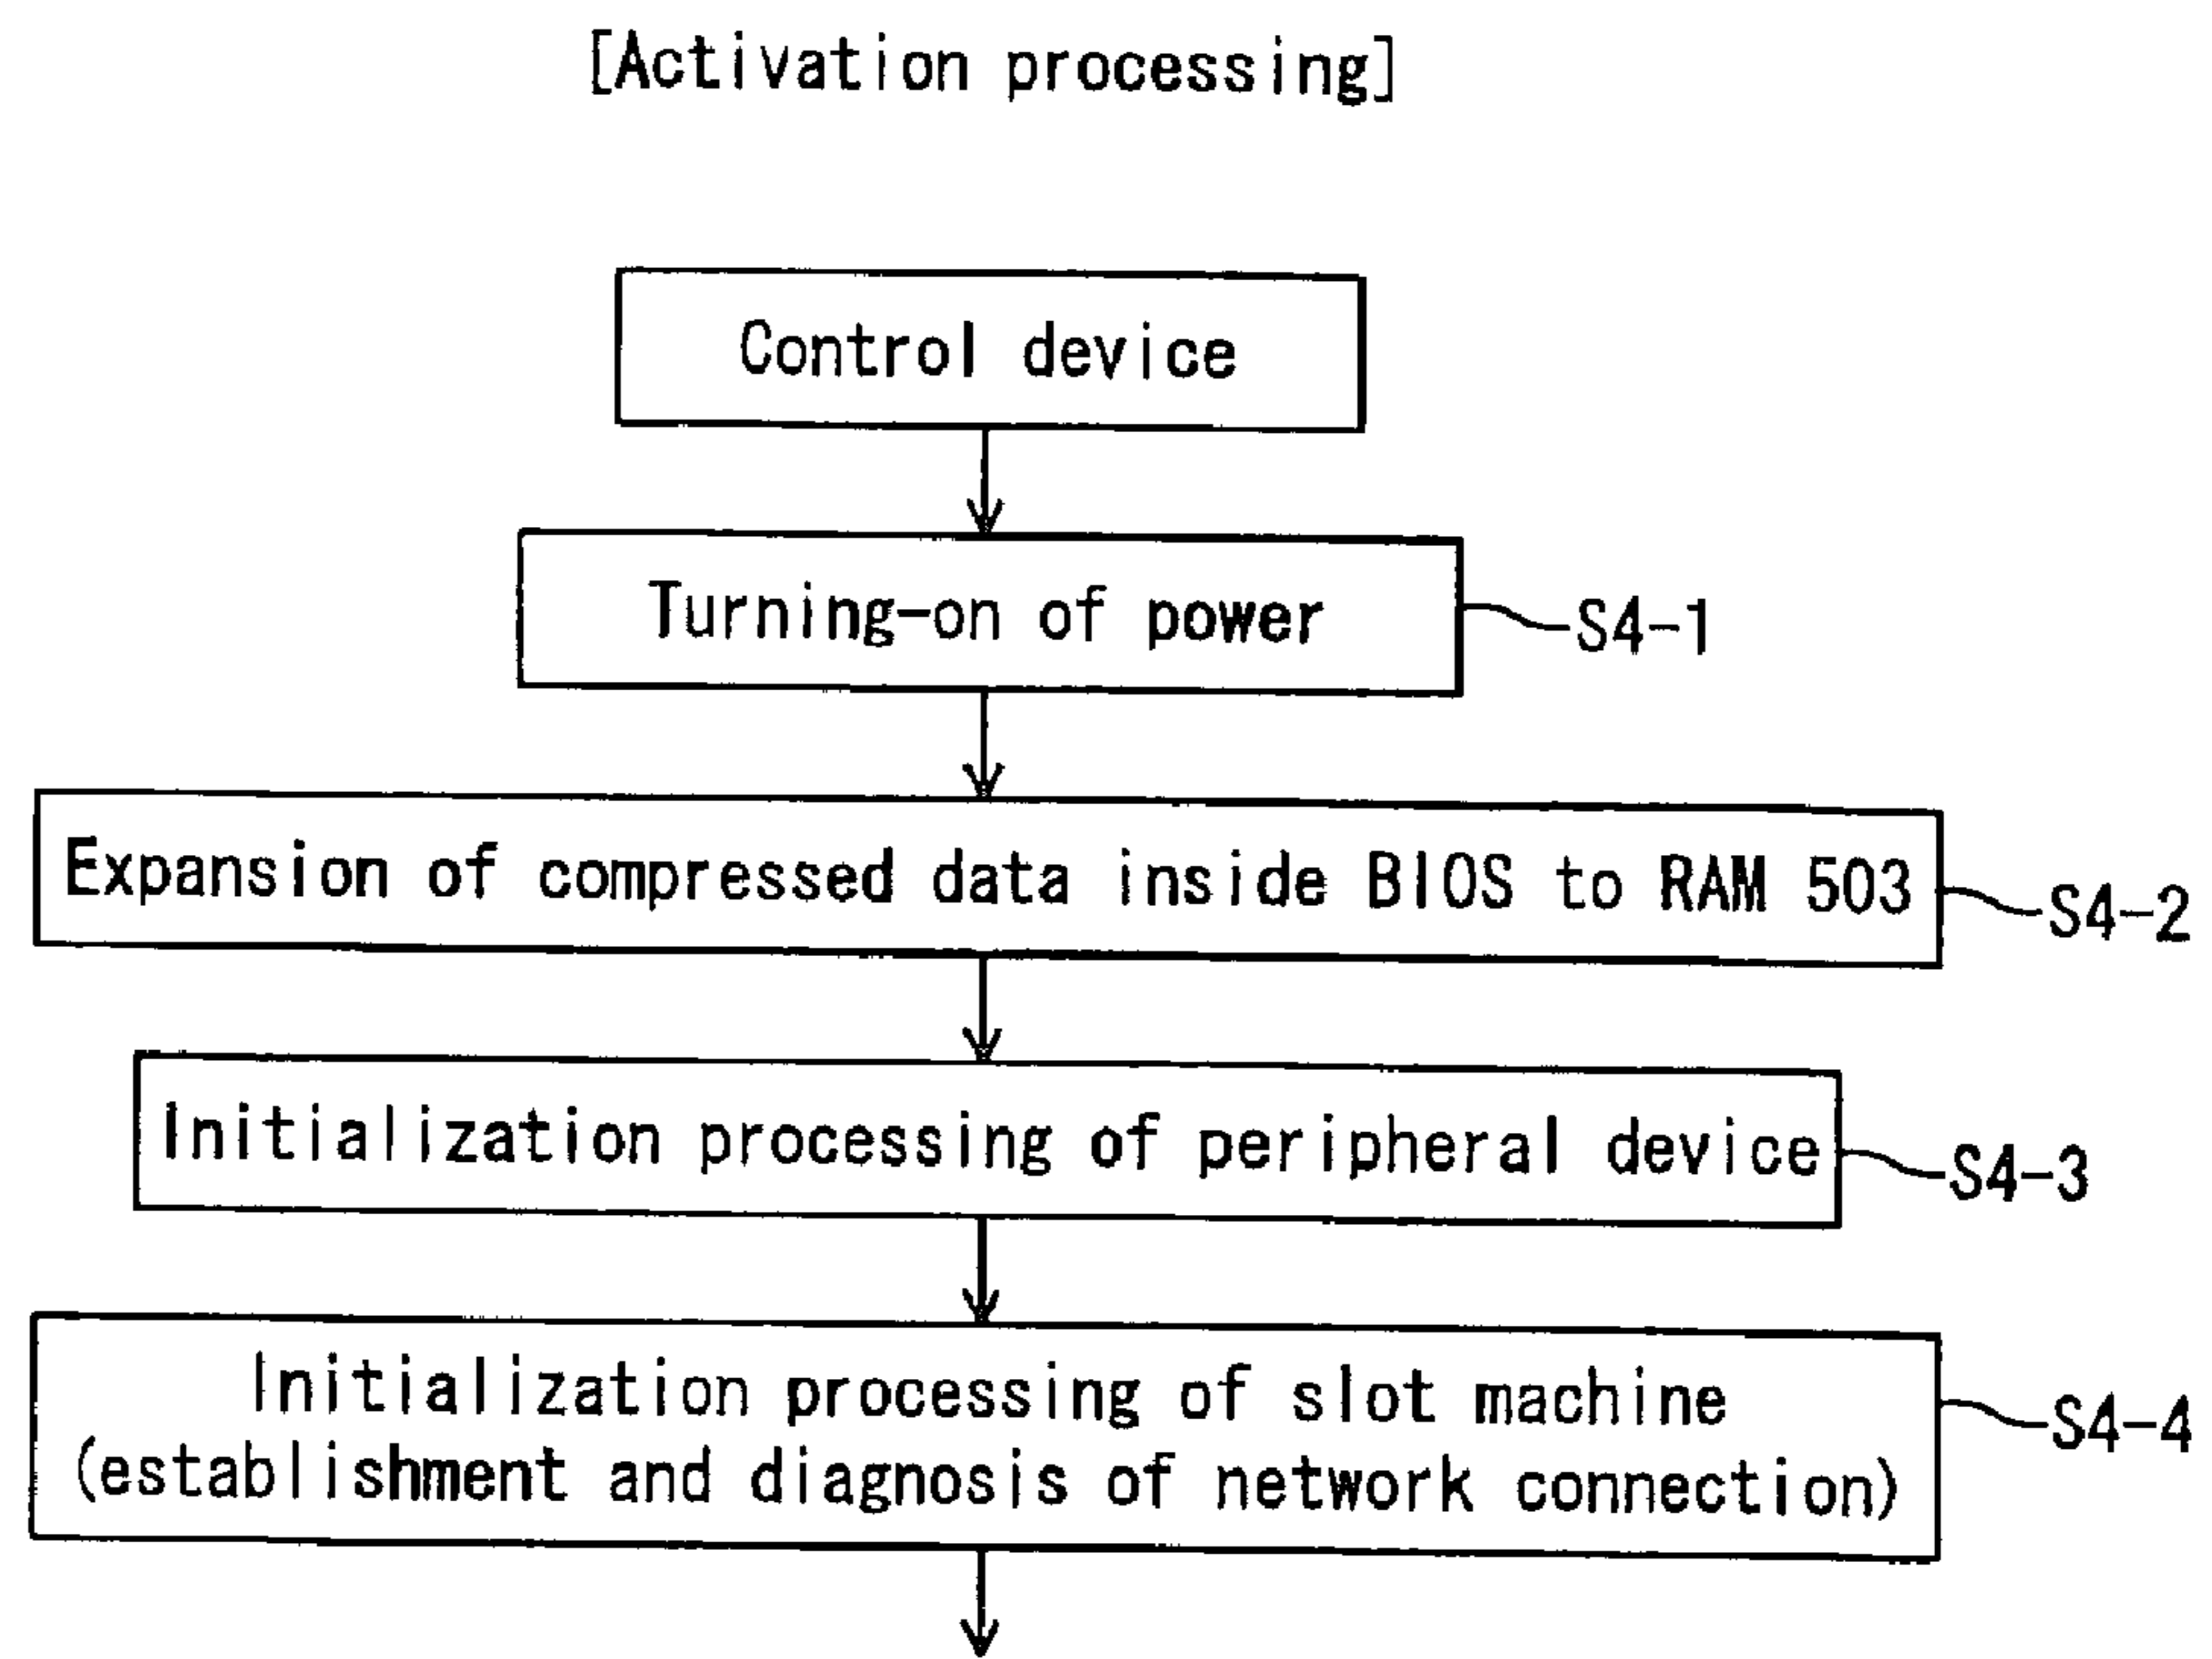 [Activation processing]
Control device
Turning-on of power
S4-1
Expansion of compressed data inside BIOS to RAM 503
S4-2
Initialization processing of peripheral device
S4-3
Initialization processing of slot machine
(establishment and diagnosis of network connection)
S4-4